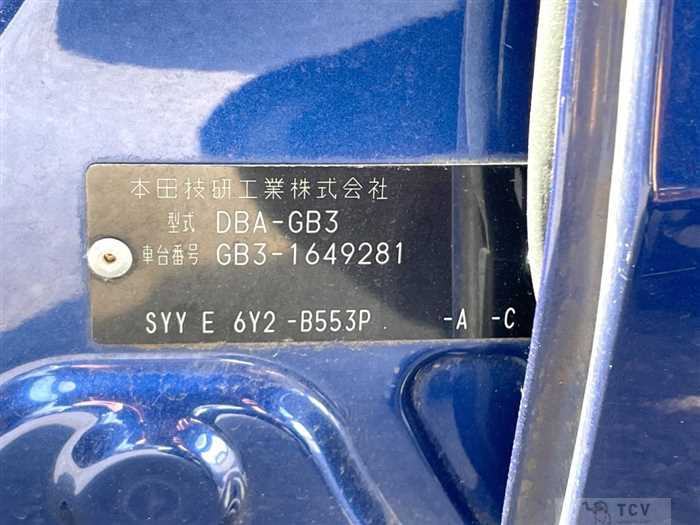 本田技研工業株式会社
型式 DBA-GB3
車台番号 GB3-1649281
SYY E 6Y2 -B553P -A -C
TCV